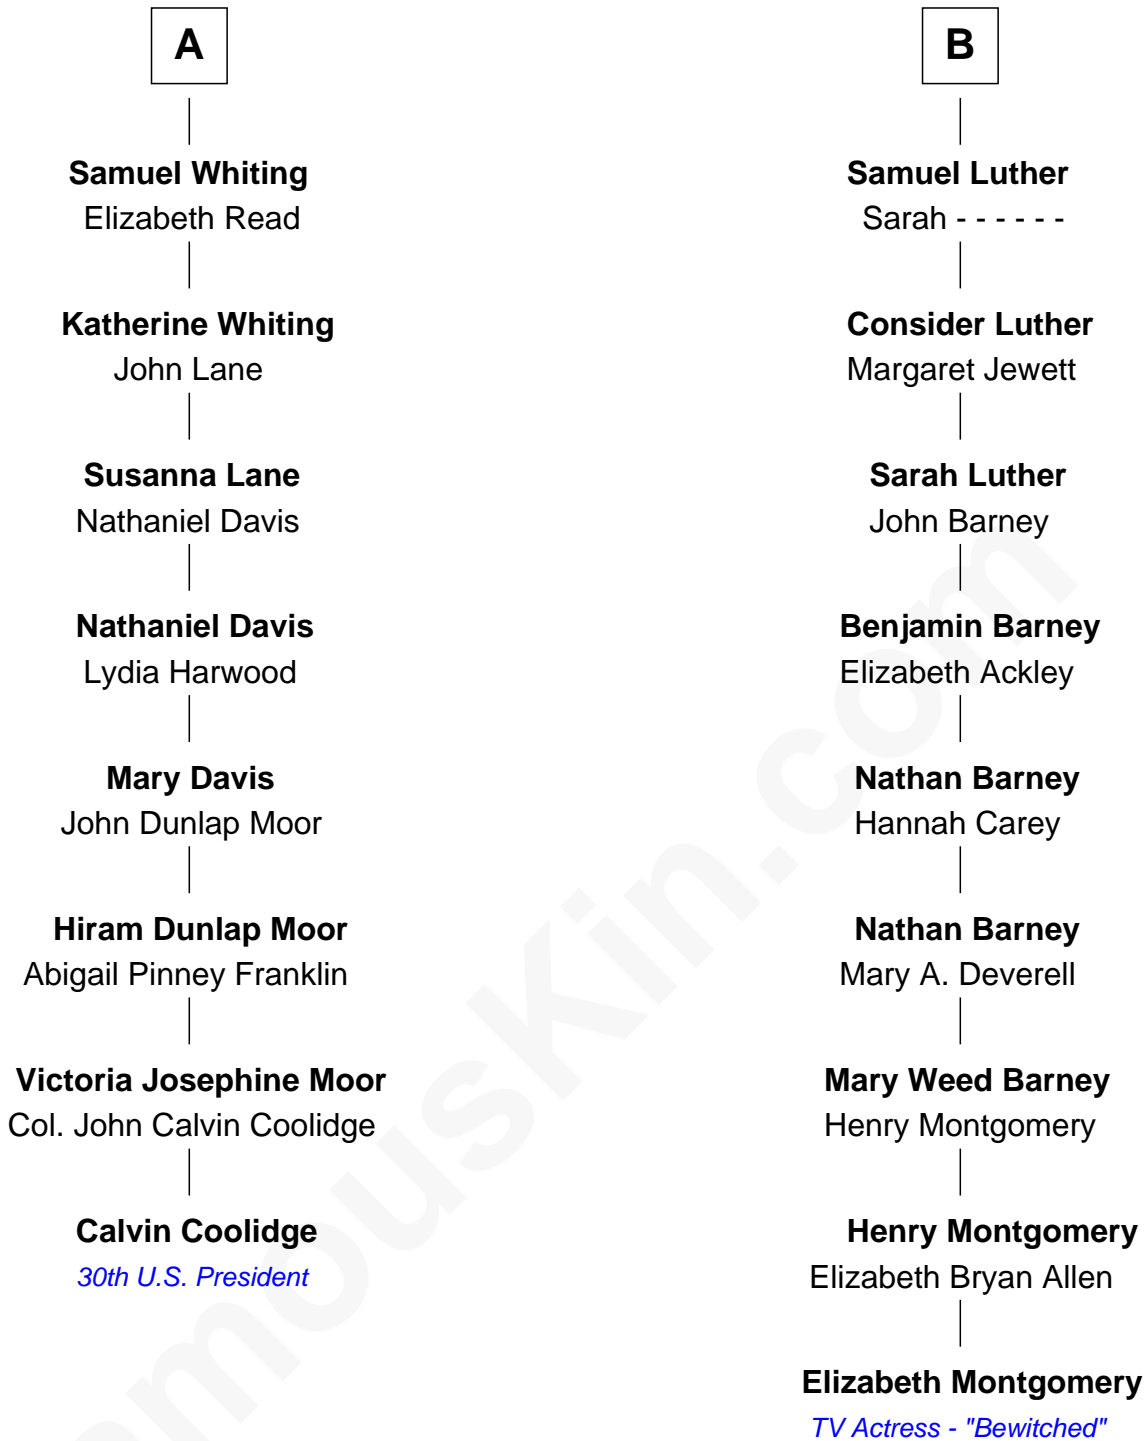 A
Samuel Whiting
Elizabeth Read
Katherine Whiting
John Lane
Susanna Lane
Nathaniel Davis
Nathaniel Davis
Lydia Harwood
Mary Davis
John Dunlap Moor
Hiram Dunlap Moor
Abigail Pinney Franklin
Victoria Josephine Moor
Col. John Calvin Coolidge
Calvin Coolidge
30th U.S. President
B
Samuel Luther
Sarah - - - - - -
Consider Luther
Margaret Jewett
Sarah Luther
John Barney
Benjamin Barney
Elizabeth Ackley
Nathan Barney
Hannah Carey
Nathan Barney
Mary A. Deverell
Mary Weed Barney
Henry Montgomery
Henry Montgomery
Elizabeth Bryan Allen
Elizabeth Montgomery
TV Actress - "Bewitched"
amousKin.com